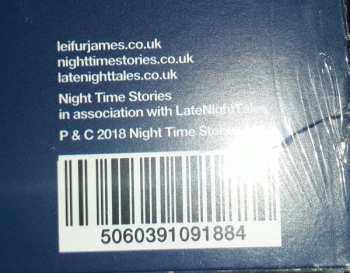 leifurjames.co.uk
nighttimestories.co.uk
latenighttales.co.uk
Night Time Stories
in association with LateNightTales
P & C 2018 Night Time Stories
5060391091884